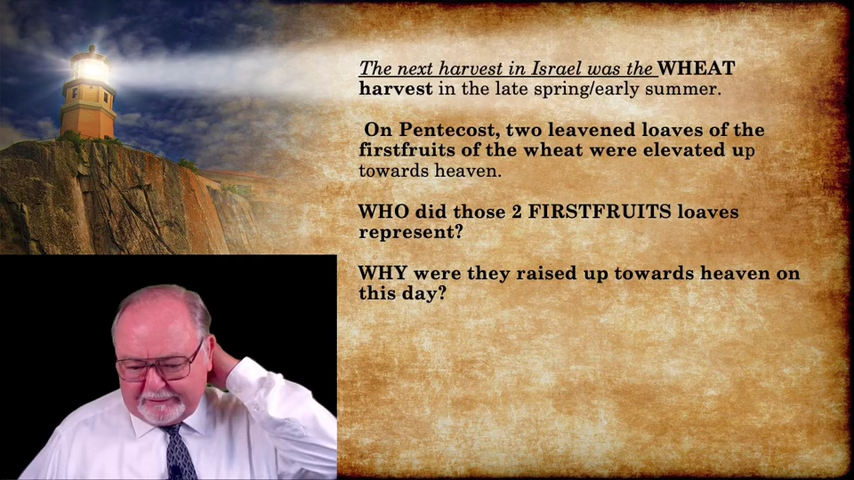 The next harvest in Israel was the WHEAT
harvest in the late spring/early summer.
On Pentecost, two leavened loaves of the
firstfruits of the wheat were elevated up
towards heaven.
WHO did those 2 FIRSTFRUITS loaves
represent?
WHY were they raised up towards heaven on
this day?